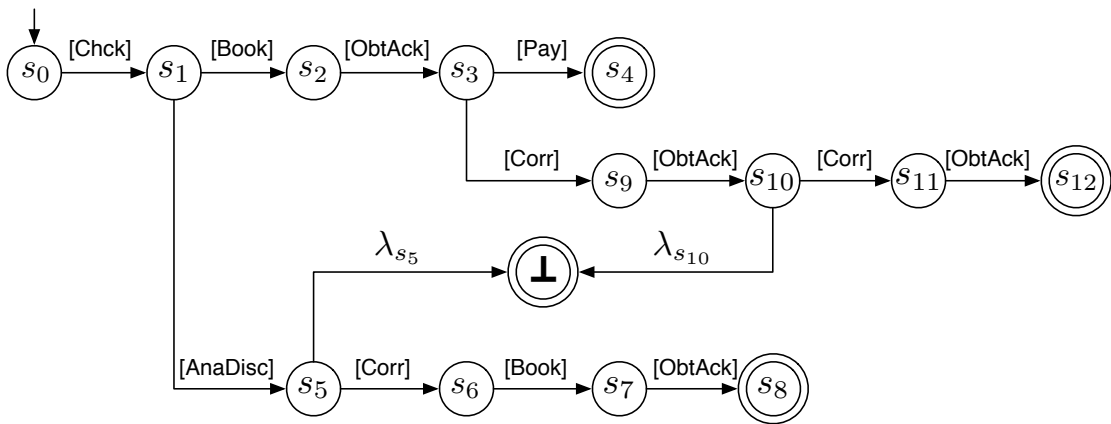 [Chck] [Book] [ObtAck] [Pay]
s0 s1 s2 s3 s4
[Corr] [ObtAck] [Corr] [ObtAck]
s9 s10 s11 s12
λs5 λs10
⊥
[AnaDisc] [Corr] [Book] [ObtAck]
s5 s6 s7 s8